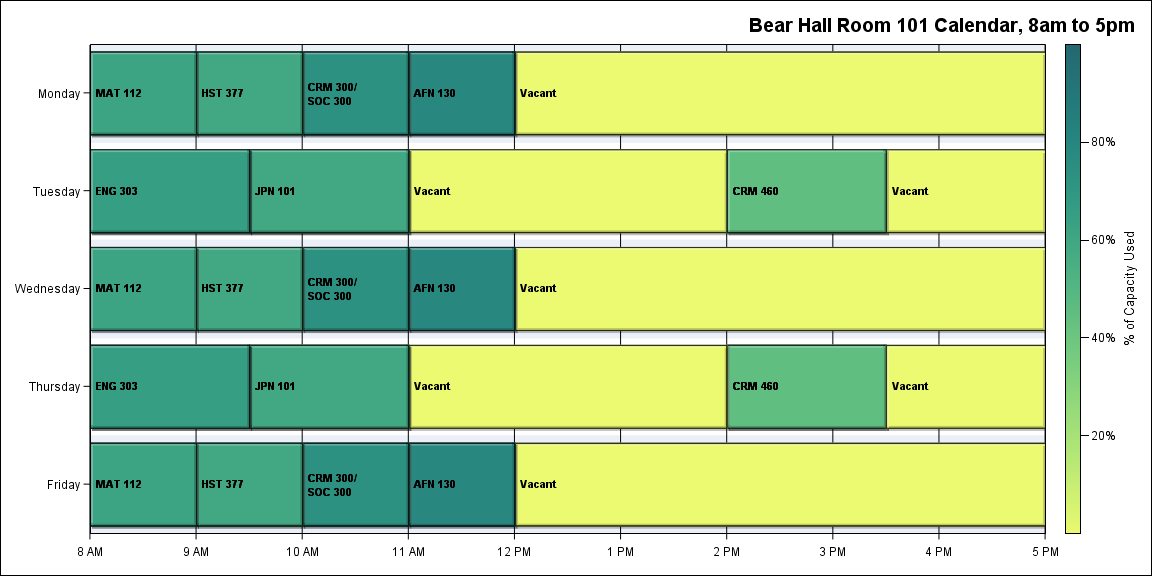 Bear Hall Room 101 Calendar, 8am to 5pm
Monday
MAT 112
HST 377
CRM 300/
SOC 300
AFN 130
Vacant
Tuesday
ENG 303
JPN 101
Vacant
CRM 460
Vacant
Wednesday
MAT 112
HST 377
CRM 300/
SOC 300
AFN 130
Vacant
Thursday
ENG 303
JPN 101
Vacant
CRM 460
Vacant
Friday
MAT 112
HST 377
CRM 300/
SOC 300
AFN 130
Vacant
8 AM
9 AM
10 AM
11 AM
12 PM
1 PM
2 PM
3 PM
4 PM
5 PM
80%
60%
40%
20%
% of Capacity Used